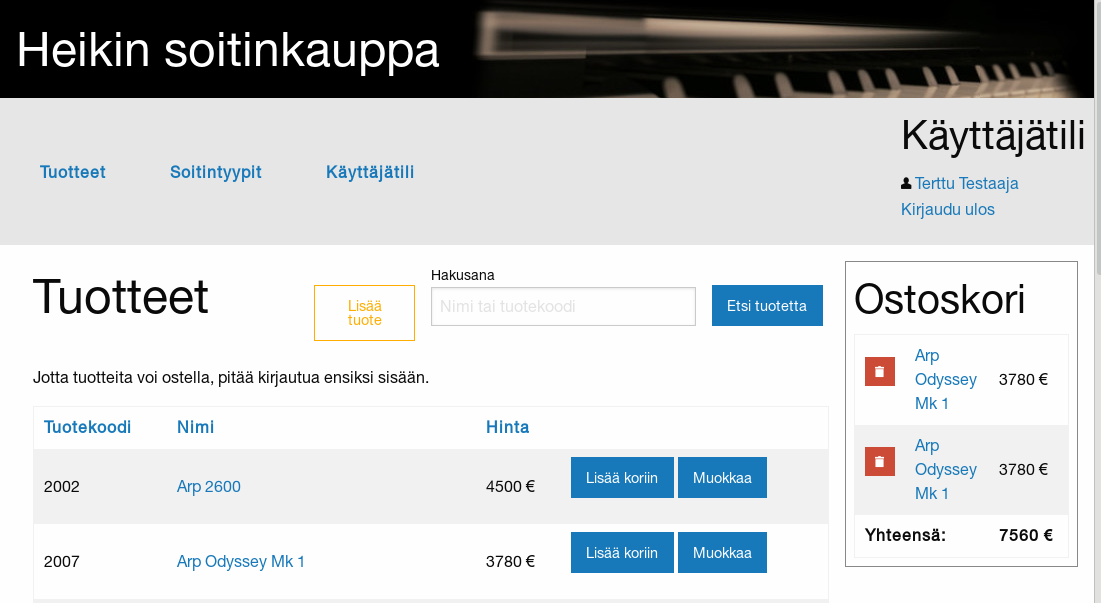 Heikin soitinkauppa
Tuotteet Soitintyypit Käyttäjätili
Käyttäjätili
Terttu Testaaja
Kirjaudu ulos
Tuotteet
Lisää
tuote
Hakusana
Nimi tai tuotekoodi
Etsi tuotetta
Jotta tuotteita voi ostella, pitää kirjautua ensiksi sisään.
Tuotekoodi Nimi Hinta
2002 Arp 2600 4500 € Lisää koriin Muokkaa
2007 Arp Odyssey Mk 1 3780 € Lisää koriin Muokkaa
Ostoskori
Arp
Odyssey 3780 €
Mk 1
Arp
Odyssey 3780 €
Mk 1
Yhteensä: 7560 €